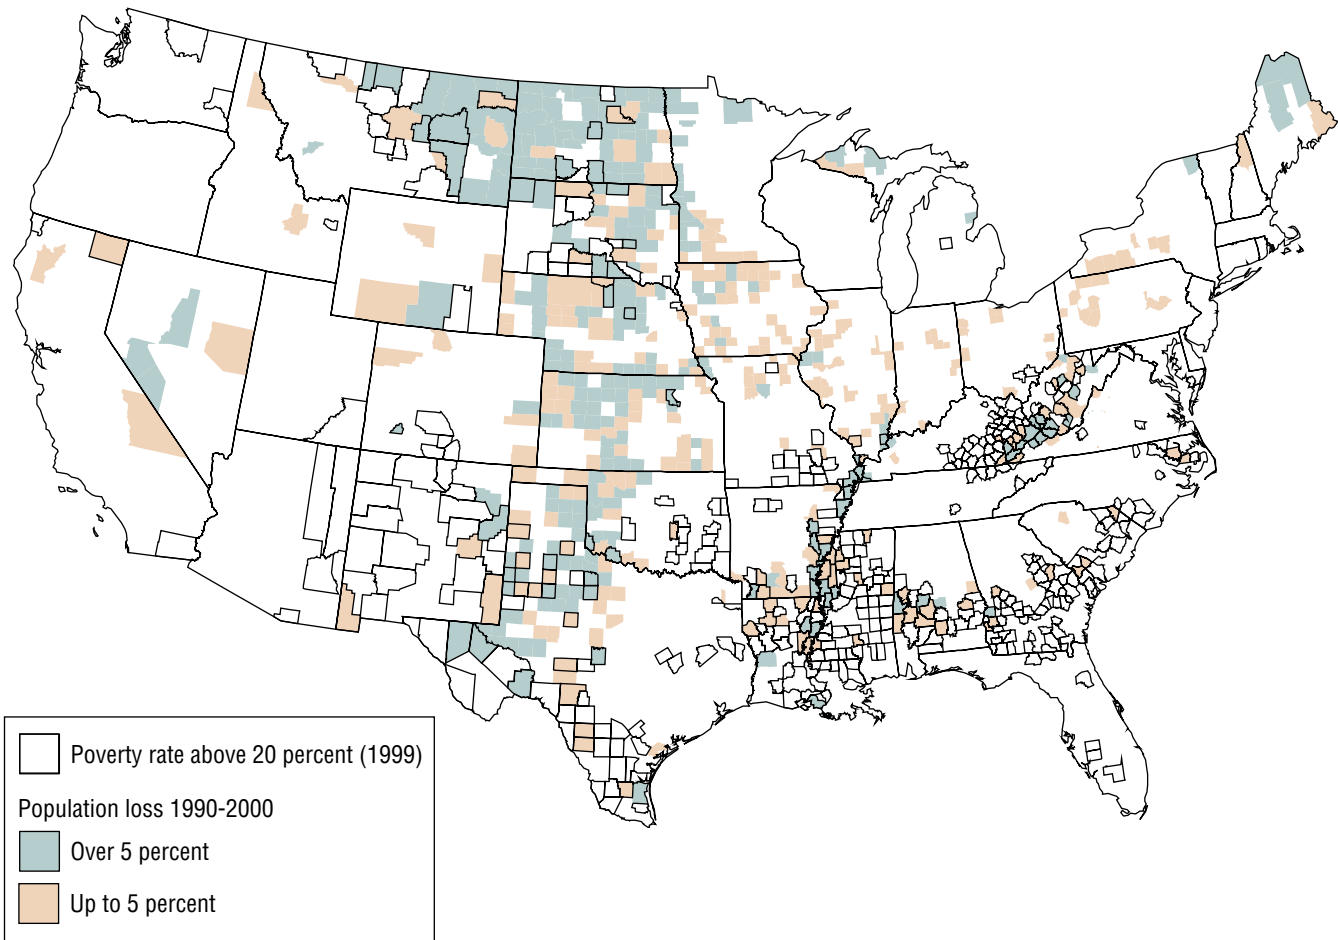 Poverty rate above 20 percent (1999)
Population loss 1990-2000
Over 5 percent
Up to 5 percent